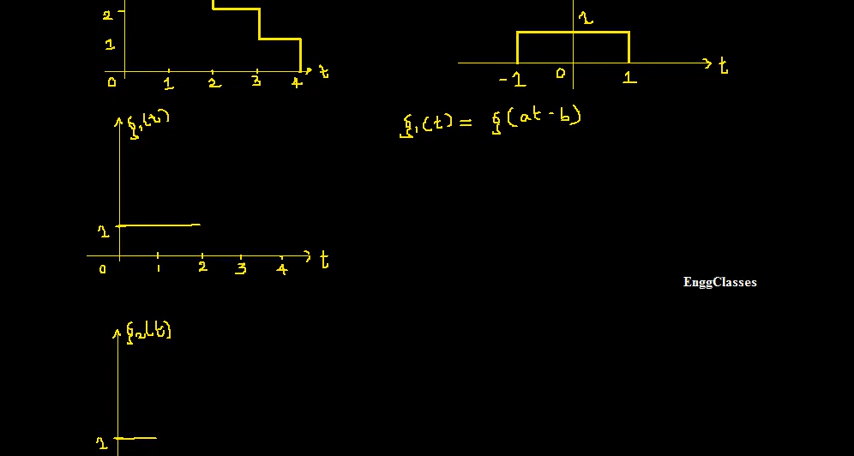 2
1
0 1 2 3 4 t
1
-1 0 1 t
g₁(t)
g₁(t) = g(at - b)
1
0 1 2 3 4 t
EnggClasses
g₂(t)
1